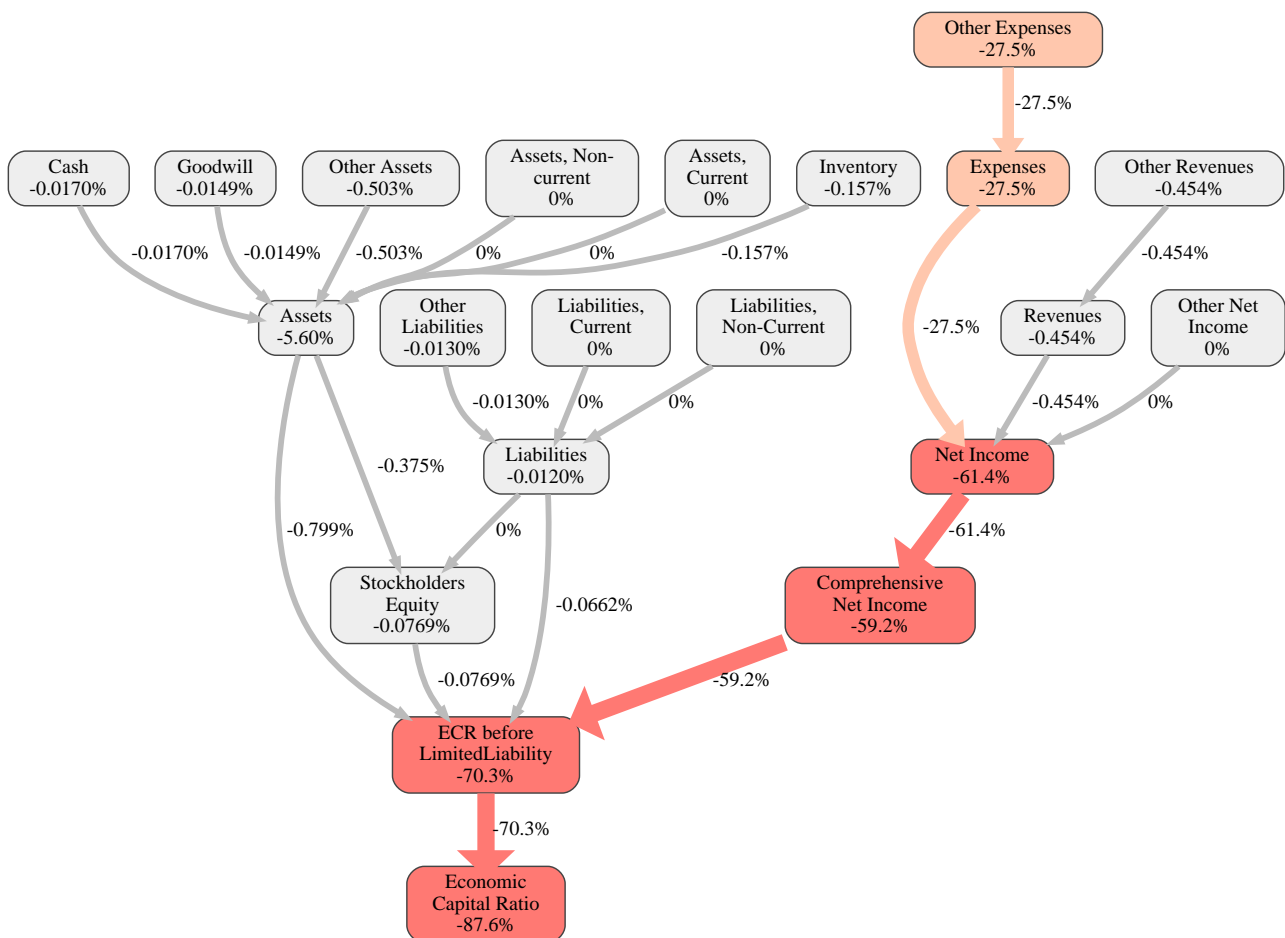 Other Expenses
-27.5%
-27.5%
Cash
-0.0170%
Goodwill
-0.0149%
Other Assets
-0.503%
Assets, Non-
current
0%
Assets,
Current
0%
Inventory
-0.157%
Expenses
-27.5%
Other Revenues
-0.454%
-0.0170%
-0.0149%
-0.503%
0%
0%
-0.157%
-0.454%
Assets
-5.60%
Other
Liabilities
-0.0130%
Liabilities,
Current
0%
Liabilities,
Non-Current
0%
-27.5%
Revenues
-0.454%
Other Net
Income
0%
-0.0130%
0%
0%
-0.454%
0%
-0.375%
Liabilities
-0.0120%
Net Income
-61.4%
-0.799%
0%
-61.4%
Stockholders
Equity
-0.0769%
-0.0662%
Comprehensive
Net Income
-59.2%
-0.0769%
-59.2%
ECR before
LimitedLiability
-70.3%
-70.3%
Economic
Capital Ratio
-87.6%